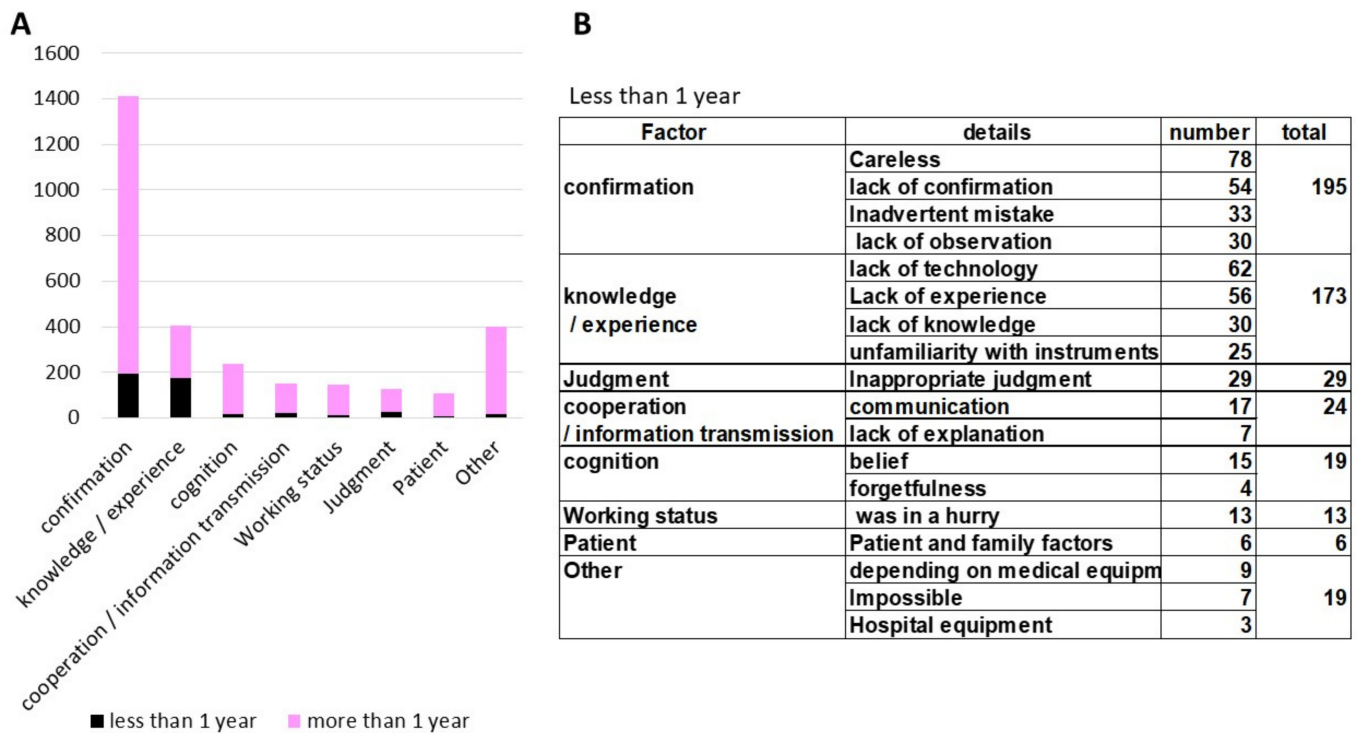 A
1600
1400
1200
1000
800
600
400
200
0
confirmation
knowledge / experience
cognition
cooperation / information transmission
Working status
Judgment
Patient
Other
less than 1 year more than 1 year
B
Less than 1 year
Factor details number total
Careless 78
confirmation lack of confirmation 54 195
Inadvertent mistake 33
lack of observation 30
lack of technology 62
knowledge Lack of experience 56 173
/ experience lack of knowledge 30
unfamiliarity with instruments 25
Judgment Inappropriate judgment 29 29
cooperation communication 17 24
/ information transmission lack of explanation 7
cognition belief 15 19
forgetfulness 4
Working status was in a hurry 13 13
Patient Patient and family factors 6 6
Other depending on medical equipm 9
Impossible 7 19
Hospital equipment 3